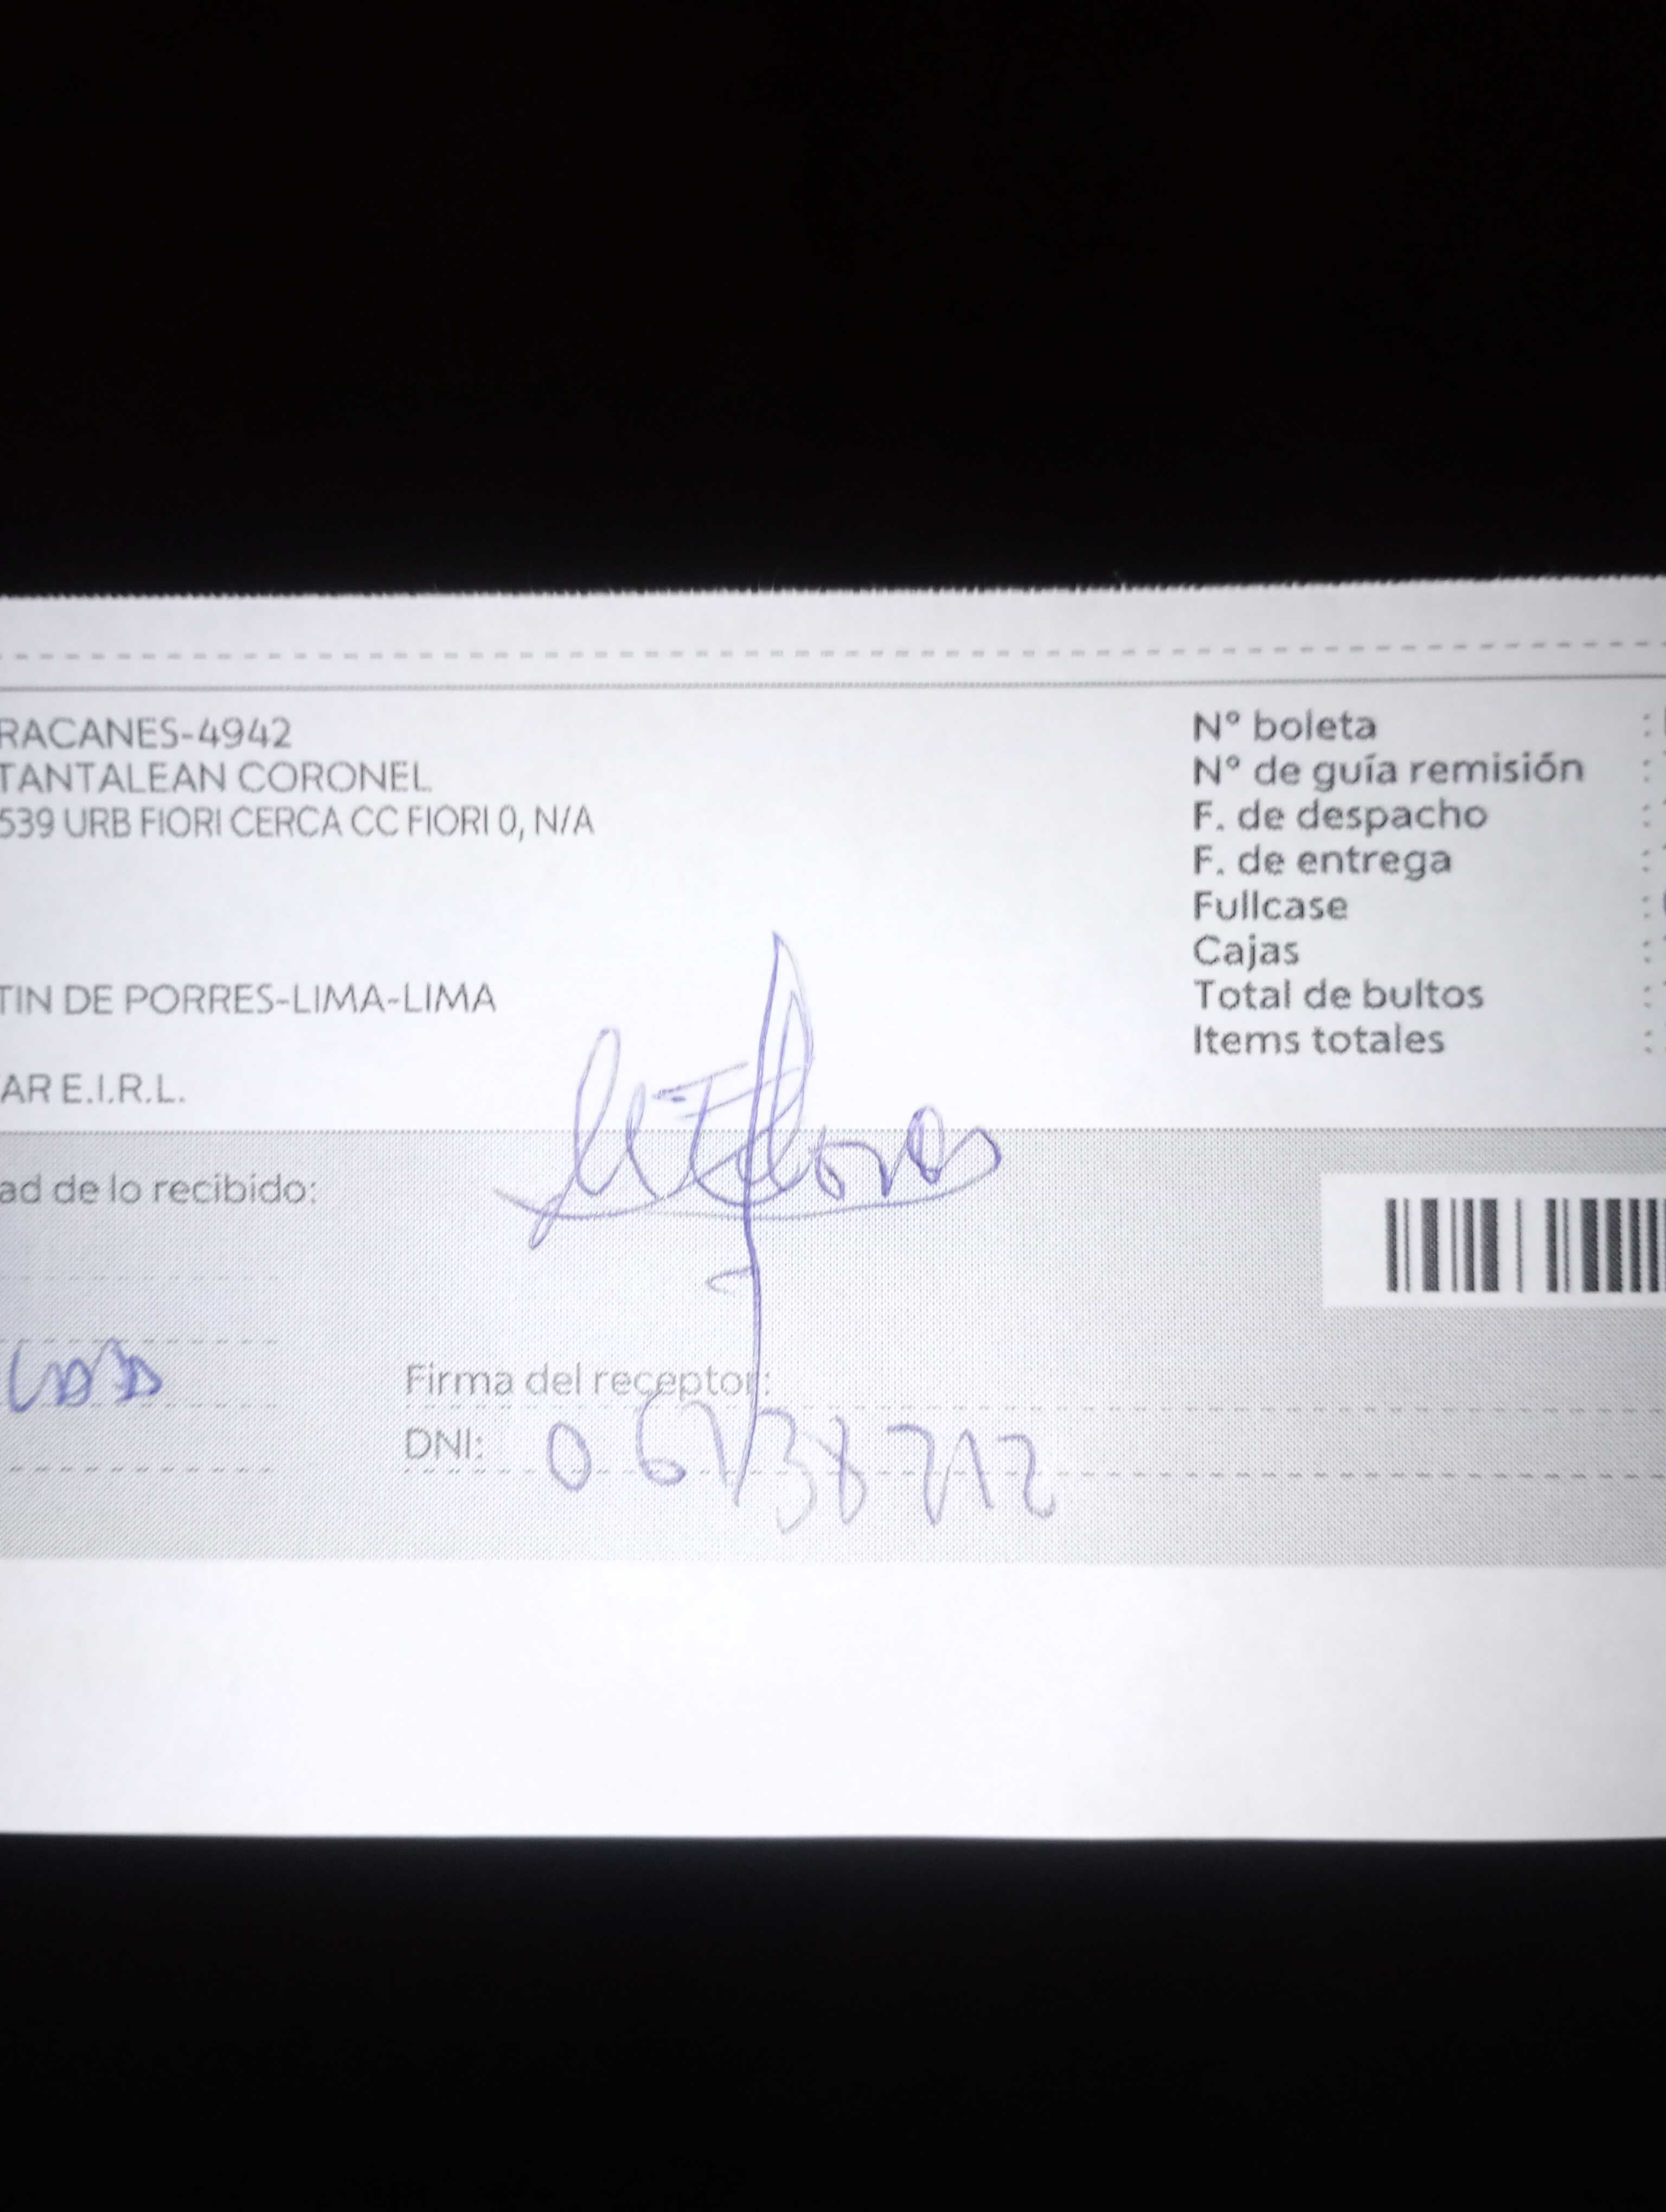 RACANES-4942
TANTALEAN CORONEL
539 URB FIORI CERCA CC FIORI 0, N/A
TIN DE PORRES-LIMA-LIMA
AR E.I.R.L.
Nº boleta :
Nº de guía remisión :
F. de despacho :
F. de entrega :
Fullcase :
Cajas :
Total de bultos :
Items totales :
ad de lo recibido:
Firma del receptor:
DNI: